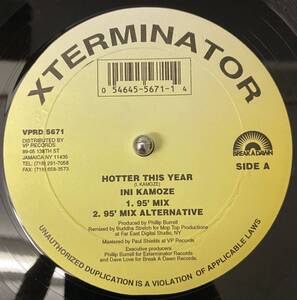 XTERMINATOR
0 54645-5671-1 4
VPRD 5671
DISTRIBUTED BY
VP RECORDS
89-05 138TH ST
JAMAICA, NY 11435
TEL: (718) 291-7058
FAX: (718) 658-3573
BREAK A DAWN
SIDE A
HOTTER THIS YEAR
(I. KAMOZE)
INI KAMOZE
1. 95' MIX
2. 95' MIX ALTERNATIVE
Produced by Phillip Burrell
Remixed by Buddha Stretch for Mop Top Productions
at Far East Digital Studio, NY
Mastered by Paul Shields at VP Records
Executive producers
Phillip Burrell for Exterminator Records
and Dave Love for Break A Dawn Records.
UNAUTHORIZED DUPLICATION IS A VIOLATION OF APPLICABLE LAWS